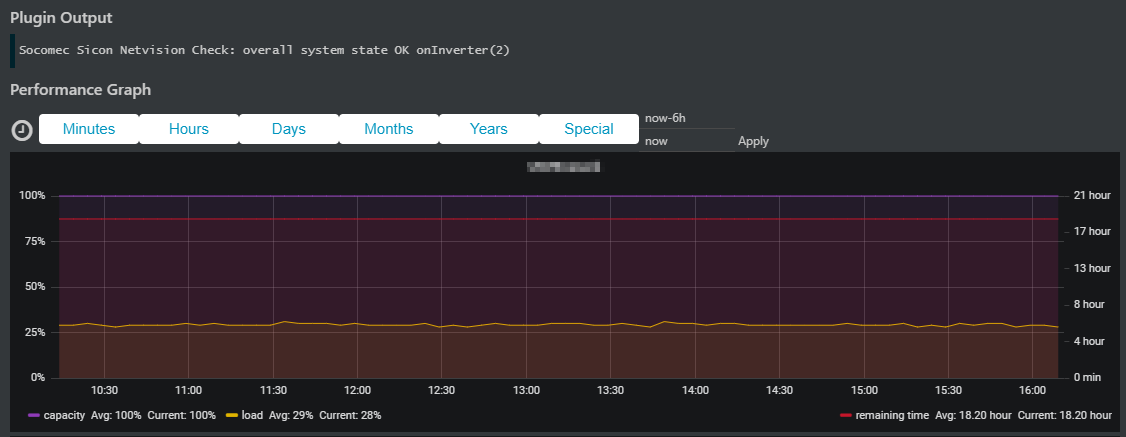 Plugin Output
Socomec Sicon Netvision Check: overall system state OK onInverter(2)
Performance Graph
Minutes Hours Days Months Years Special now-6h
now Apply
100% 21 hour
17 hour
75%
13 hour
50%
8 hour
25%
4 hour
0% 0 min
10:30 11:00 11:30 12:00 12:30 13:00 13:30 14:00 14:30 15:00 15:30 16:00
capacity Avg: 100% Current: 100% load Avg: 29% Current: 28% remaining time Avg: 18.20 hour Current: 18.20 hour